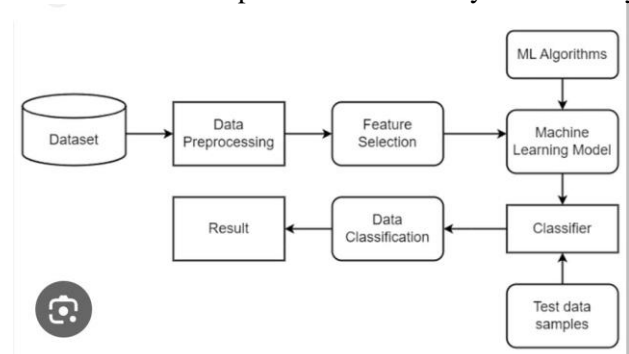 ML Algorithms
Dataset
Data
Preprocessing
Feature
Selection
Machine
Learning Model
Result
Data
Classification
Classifier
Test data
samples